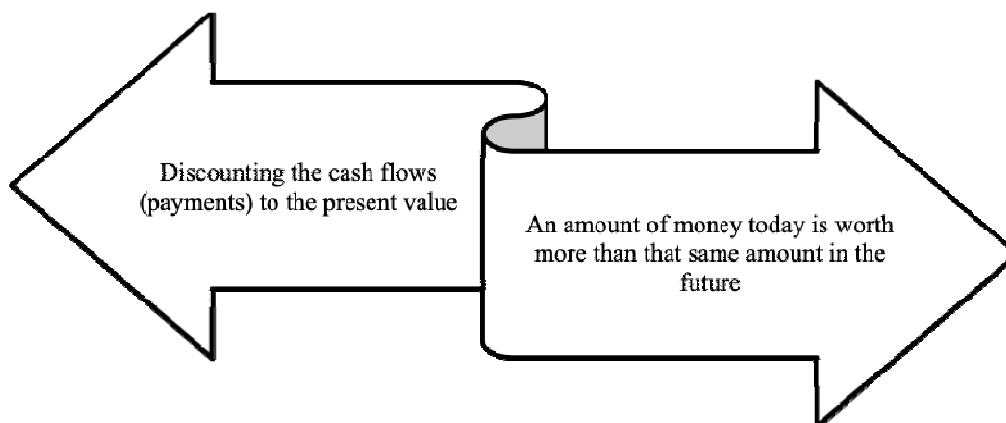 Discounting the cash flows
(payments) to the present value
An amount of money today is worth
more than that same amount in the
future